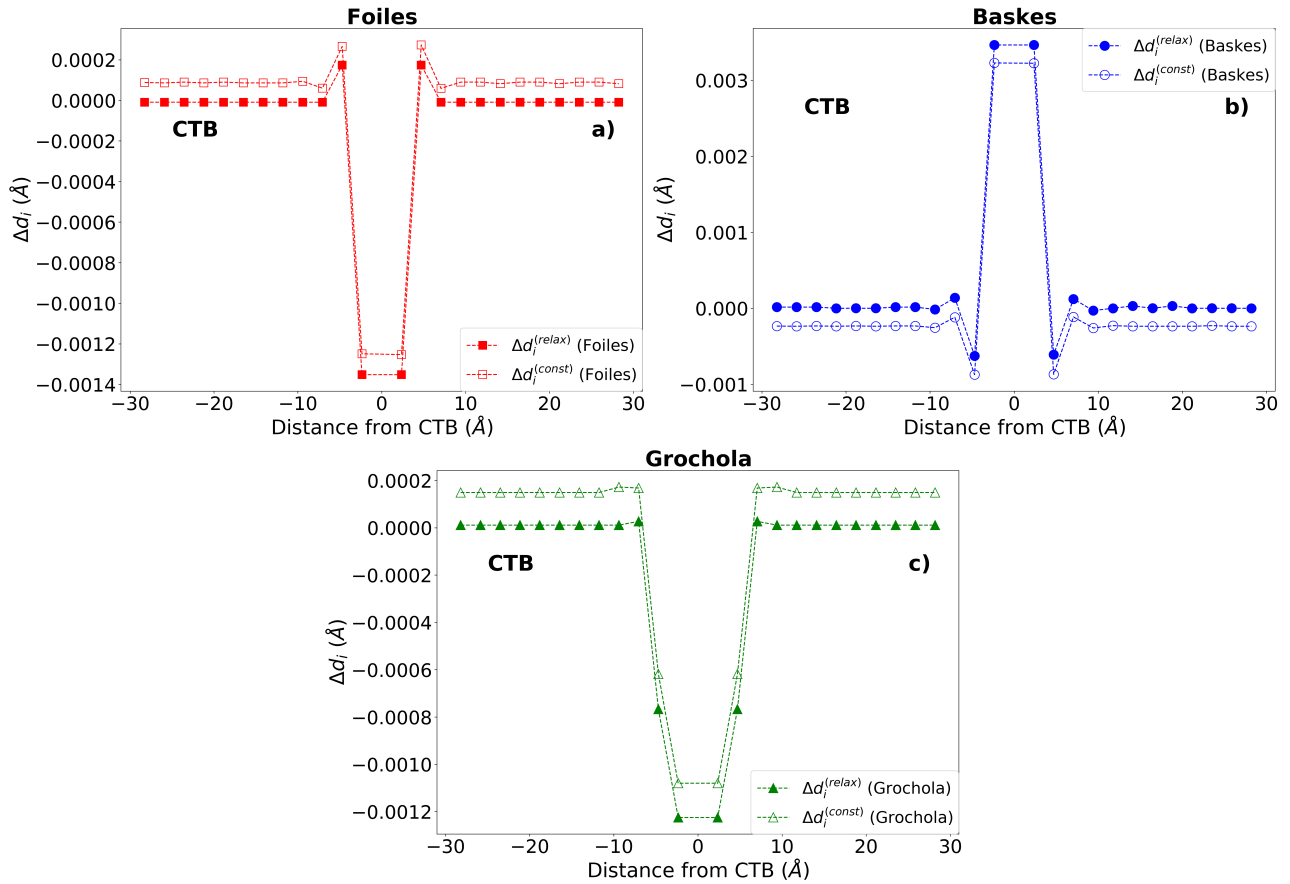 Foiles
0.0002
0.0000
−0.0002
−0.0004
−0.0006
−0.0008
−0.0010
−0.0012
−0.0014
Δd_i (Å)
CTB
a)
Δd_i^(relax) (Foiles)
Δd_i^(const) (Foiles)
−30 −20 −10 0 10 20 30
Distance from CTB (Å)
Baskes
0.003
0.002
0.001
0.000
−0.001
Δd_i (Å)
Δd_i^(relax) (Baskes)
Δd_i^(const) (Baskes)
CTB
b)
−30 −20 −10 0 10 20 30
Distance from CTB (Å)
Grochola
0.0002
0.0000
−0.0002
−0.0004
−0.0006
−0.0008
−0.0010
−0.0012
Δd_i (Å)
CTB
c)
Δd_i^(relax) (Grochola)
Δd_i^(const) (Grochola)
−30 −20 −10 0 10 20 30
Distance from CTB (Å)